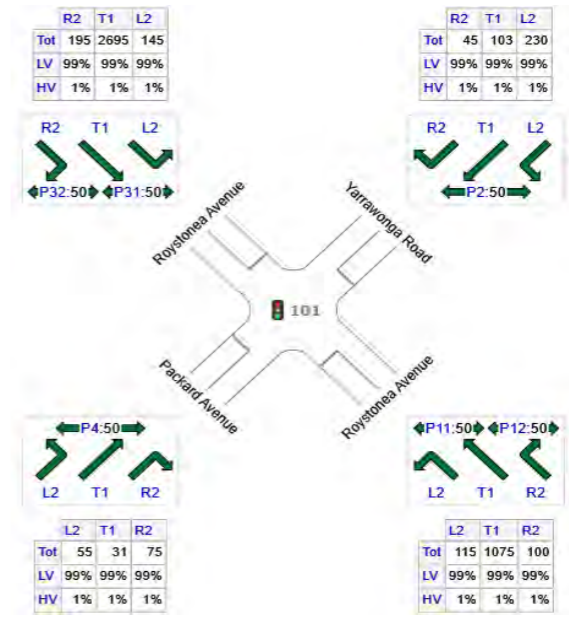 R2 T1 L2
Tot 195 2695 145
LV 99% 99% 99%
HV 1% 1% 1%
R2 T1 L2
Tot 45 103 230
LV 99% 99% 99%
HV 1% 1% 1%
R2 T1 L2
P32:50 P31:50
R2 T1 L2
P2:50
Roystonea Avenue
Yarrawonga Road
101
Packard Avenue
Roystonea Avenue
P4:50
L2 T1 R2
P11:50 P12:50
L2 T1 R2
L2 T1 R2
Tot 55 31 75
LV 99% 99% 99%
HV 1% 1% 1%
L2 T1 R2
Tot 115 1075 100
LV 99% 99% 99%
HV 1% 1% 1%